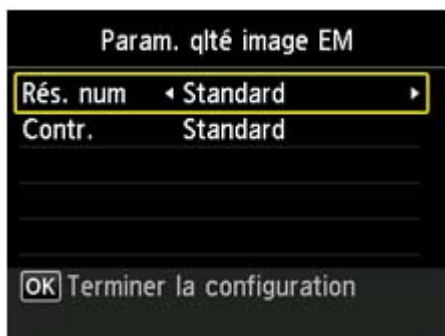 Param. qlté image EM
Rés. num Standard
Contr. Standard
OK Terminer la configuration